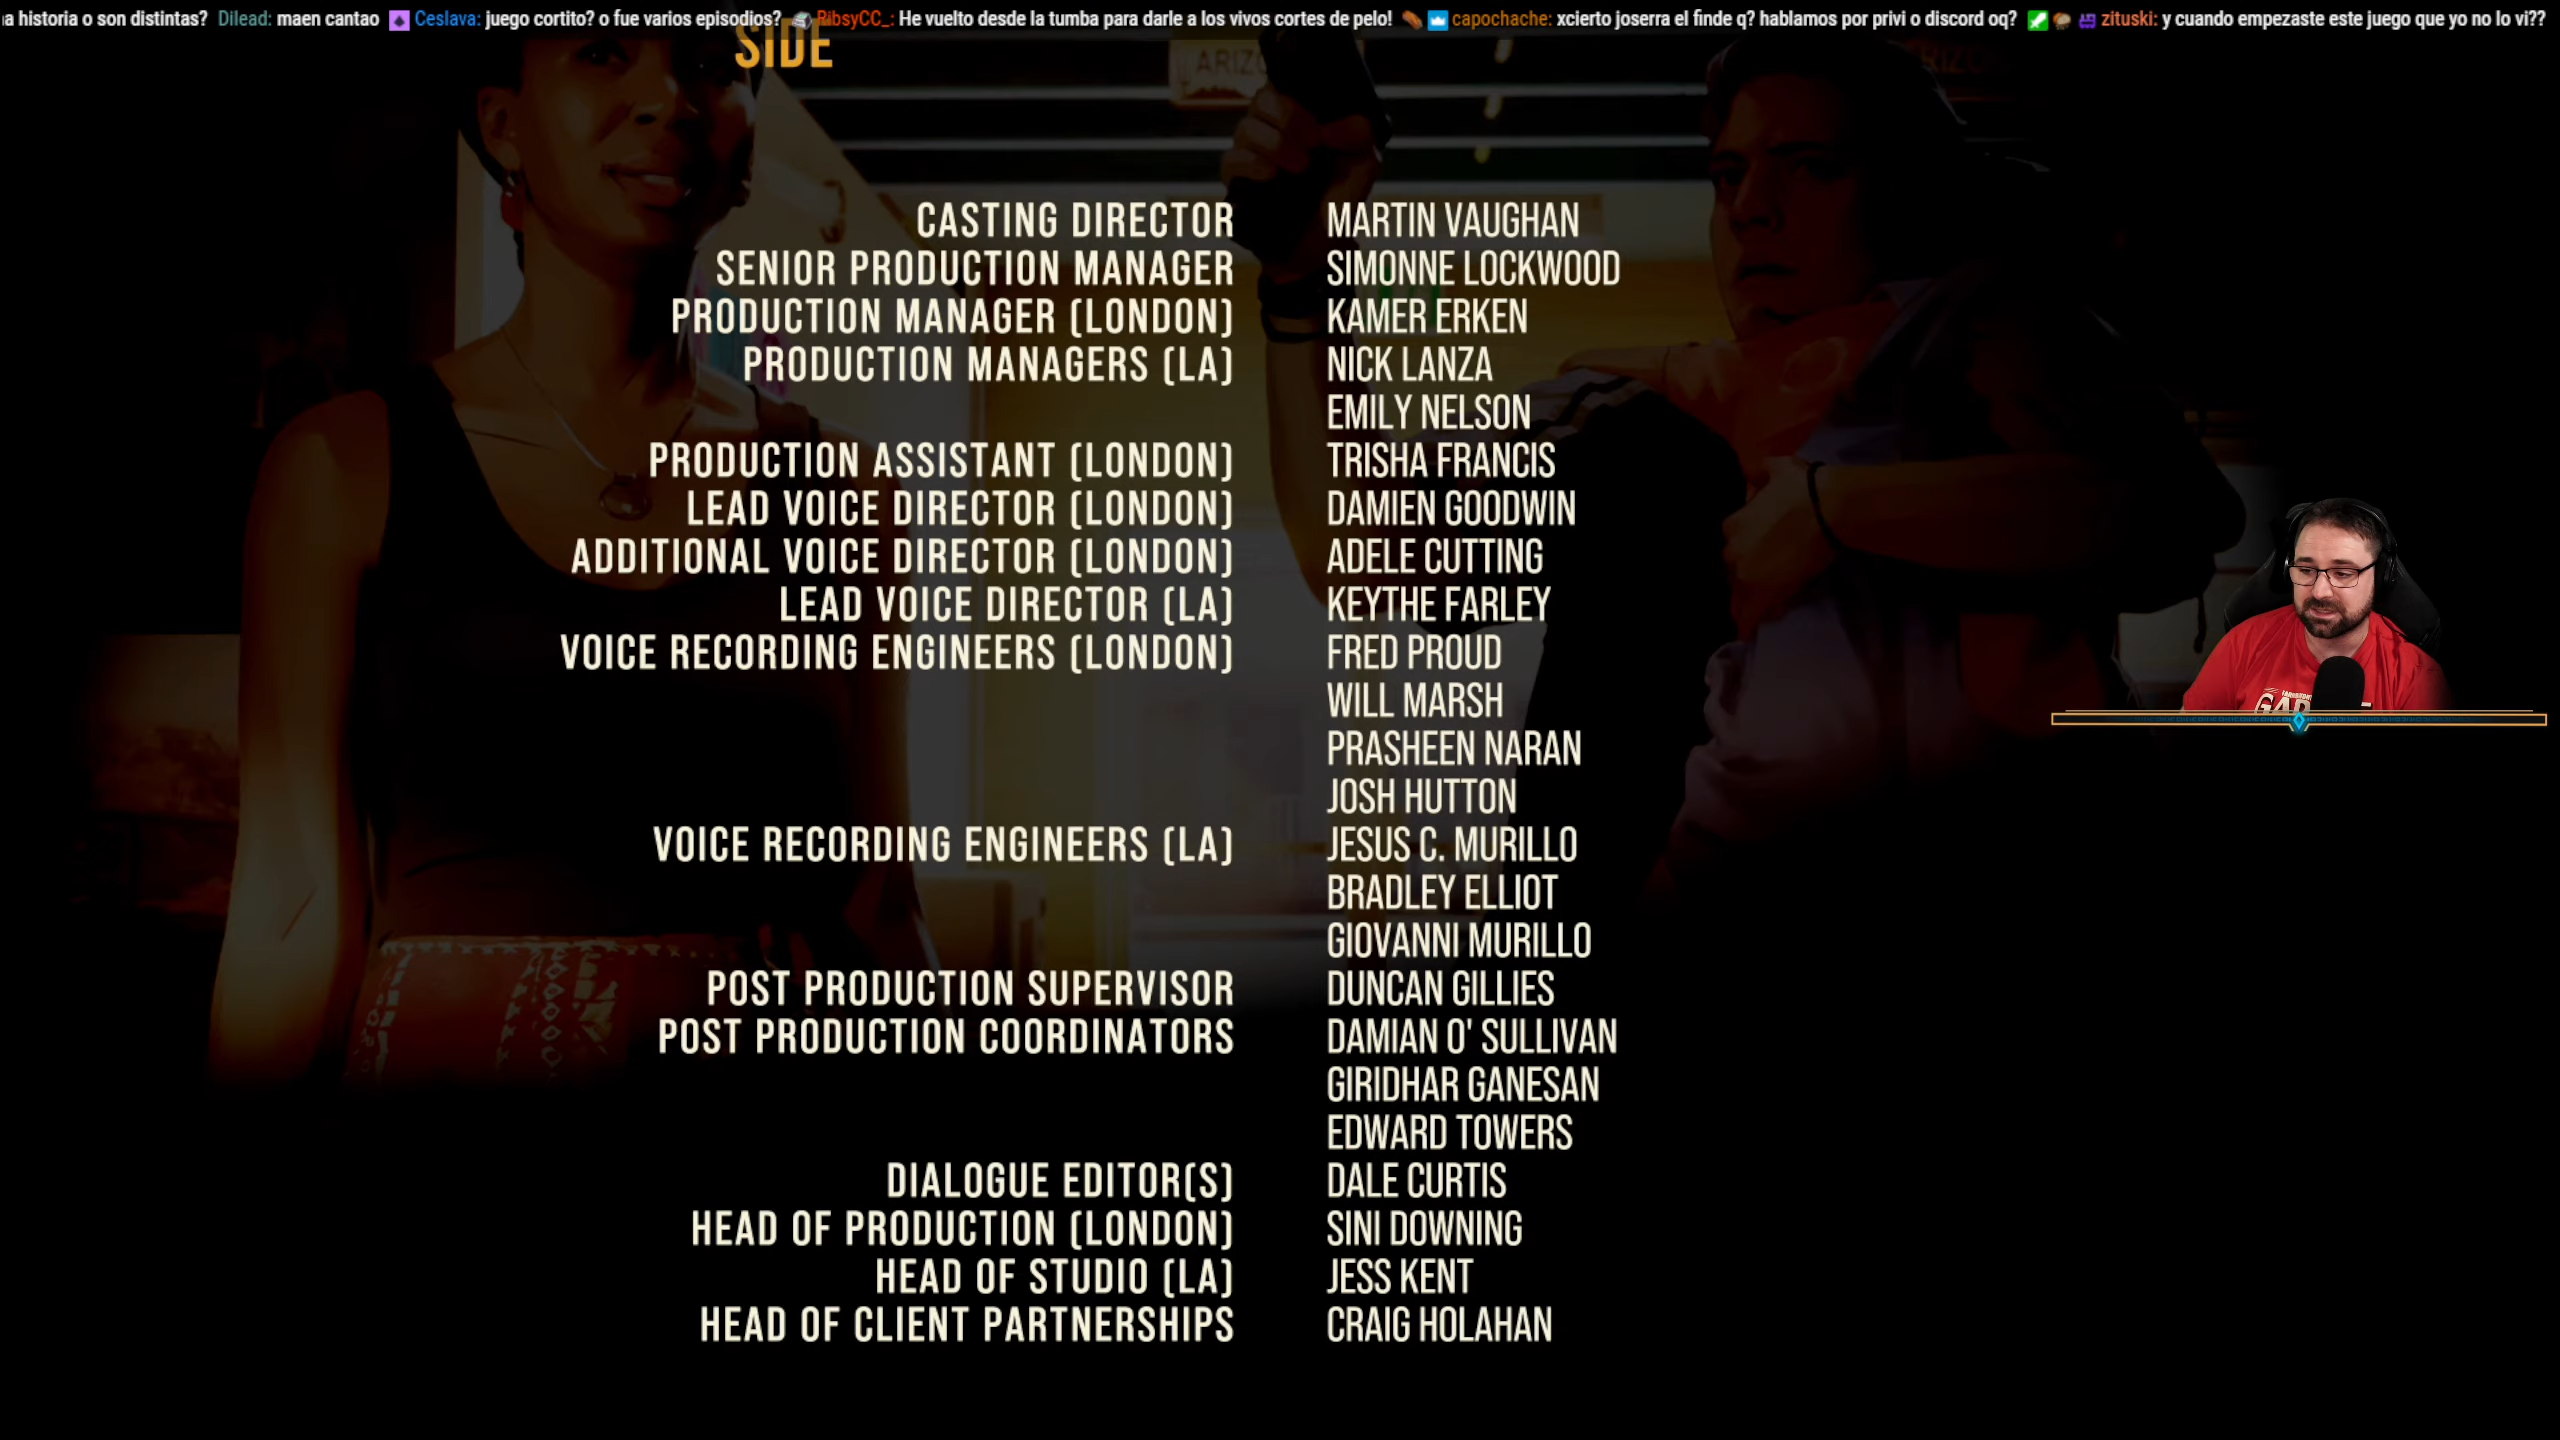 a historia o son distintas? Dilead: maen cantao Ceslava: juego cortito? o fue varios episodios? RibsyCC_: He vuelto desde la tumba para darle a los vivos cortes de pelo! capochache: xcierto joserra el finde q? hablamos por privi o discord oq? zituski: y cuando empezaste este juego que yo no lo vi??
SIDE
ARIZO
CASTING DIRECTOR MARTIN VAUGHAN
SENIOR PRODUCTION MANAGER SIMONNE LOCKWOOD
PRODUCTION MANAGER (LONDON) KAMER ERKEN
PRODUCTION MANAGERS (LA) NICK LANZA
EMILY NELSON
PRODUCTION ASSISTANT (LONDON) TRISHA FRANCIS
LEAD VOICE DIRECTOR (LONDON) DAMIEN GOODWIN
ADDITIONAL VOICE DIRECTOR (LONDON) ADELE CUTTING
LEAD VOICE DIRECTOR (LA) KEYTHE FARLEY
VOICE RECORDING ENGINEERS (LONDON) FRED PROUD
WILL MARSH
PRASHEEN NARAN
JOSH HUTTON
VOICE RECORDING ENGINEERS (LA) JESUS C. MURILLO
BRADLEY ELLIOT
GIOVANNI MURILLO
POST PRODUCTION SUPERVISOR DUNCAN GILLIES
POST PRODUCTION COORDINATORS DAMIAN O' SULLIVAN
GIRIDHAR GANESAN
EDWARD TOWERS
DIALOGUE EDITOR(S) DALE CURTIS
HEAD OF PRODUCTION (LONDON) SINI DOWNING
HEAD OF STUDIO (LA) JESS KENT
HEAD OF CLIENT PARTNERSHIPS CRAIG HOLAHAN